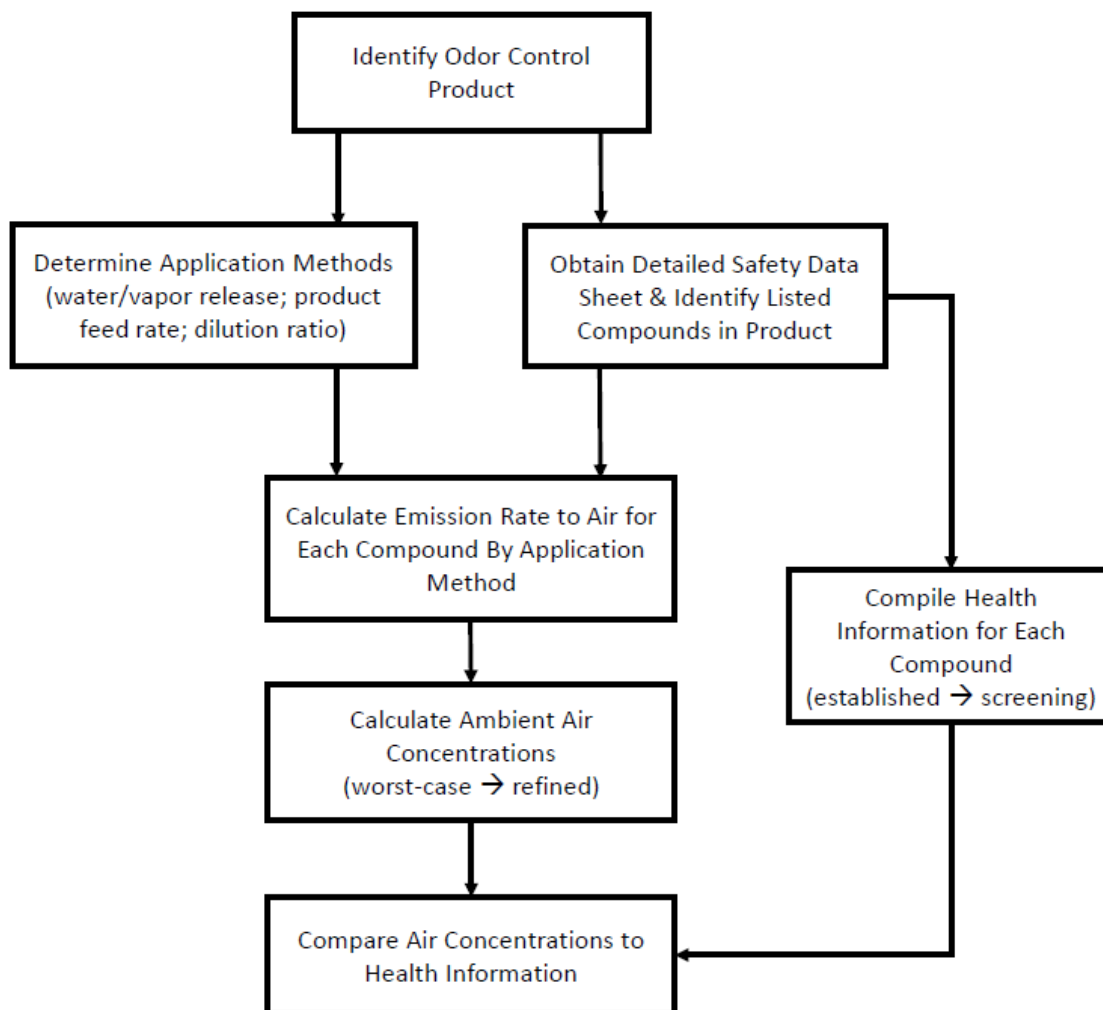 Identify Odor Control
Product
Determine Application Methods
(water/vapor release; product
feed rate; dilution ratio)
Obtain Detailed Safety Data
Sheet & Identify Listed
Compounds in Product
Calculate Emission Rate to Air for
Each Compound By Application
Method
Compile Health
Information for Each
Compound
(established → screening)
Calculate Ambient Air
Concentrations
(worst-case → refined)
Compare Air Concentrations to
Health Information